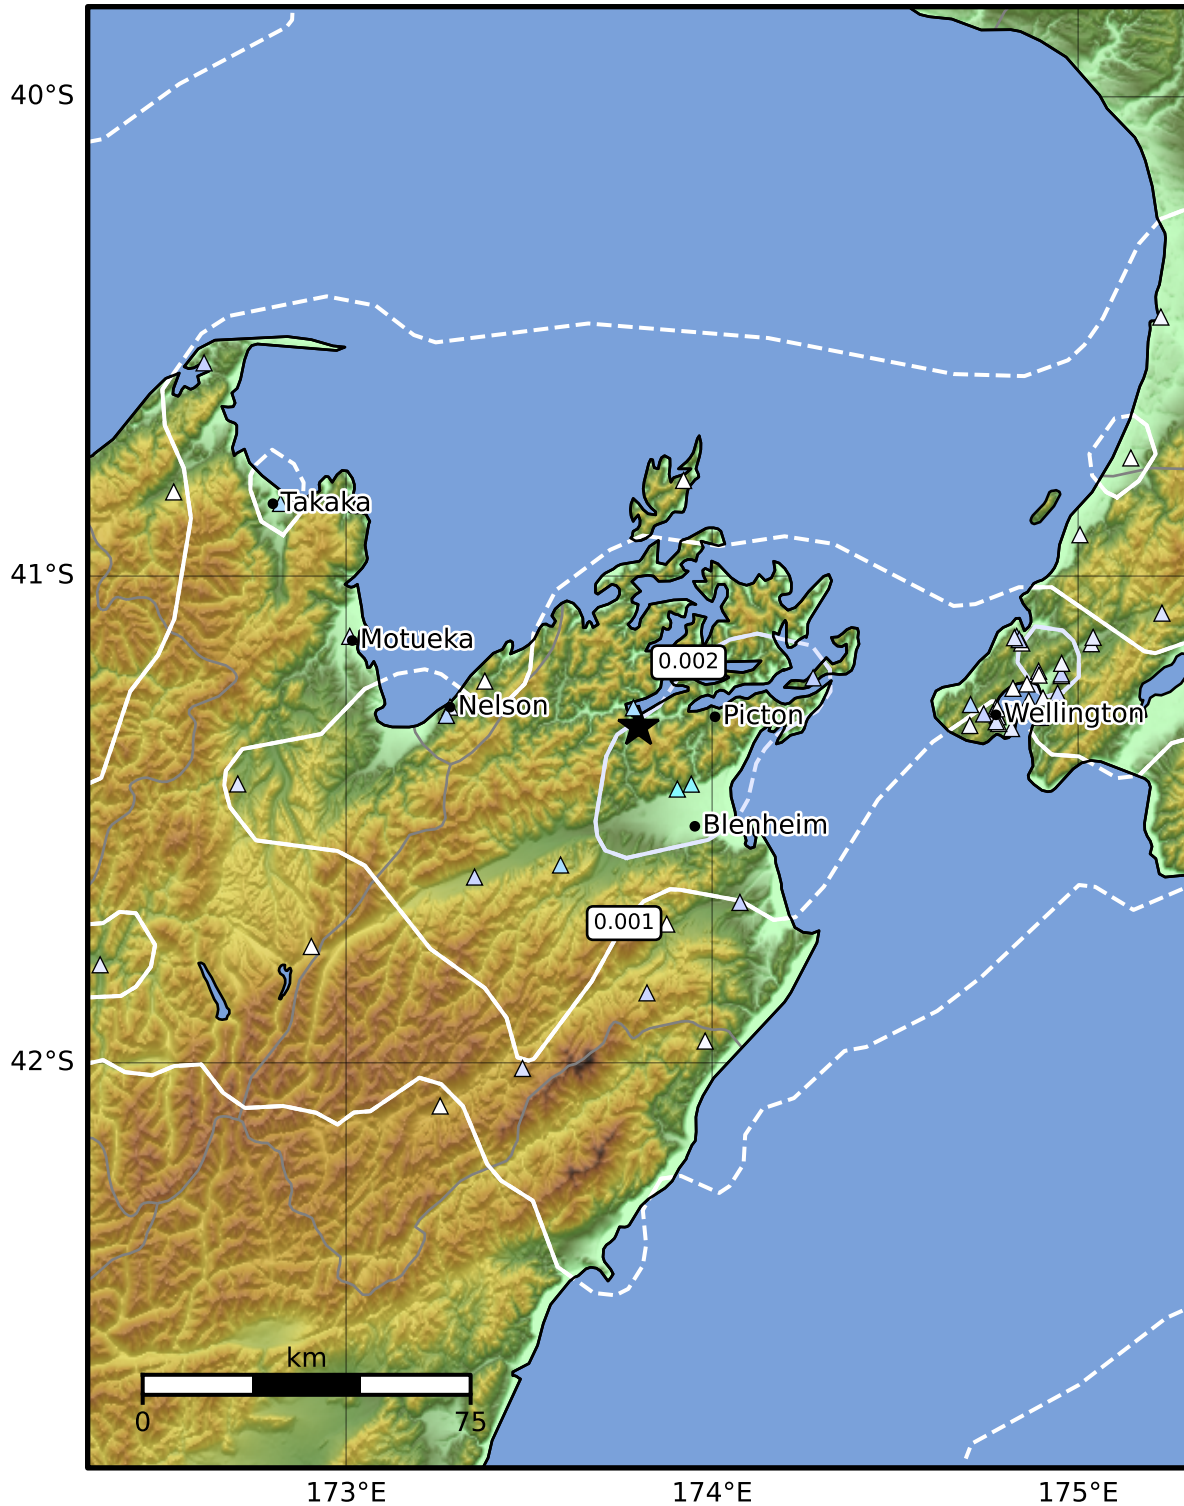 40°S
Takaka
41°S
Motueka
0.002
Nelson
Picton
Wellington
Blenheim
0.001
42°S
km
0
75
173°E
174°E
175°E